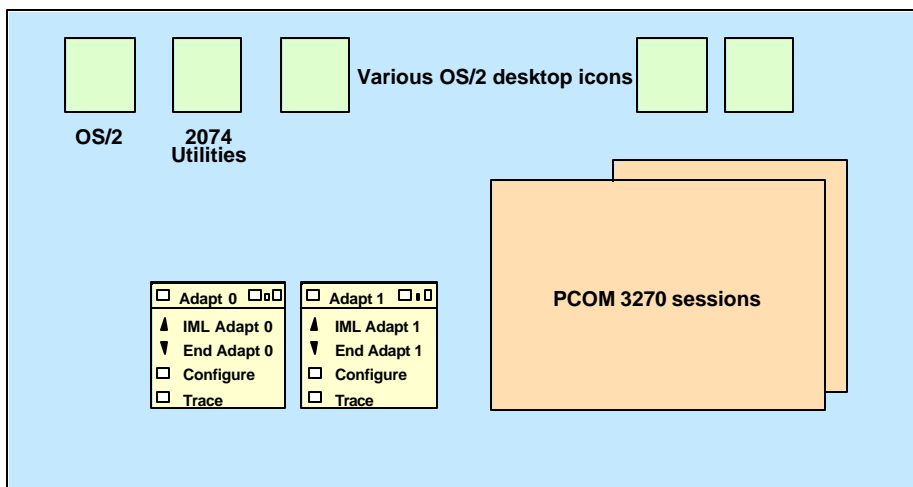 Various OS/2 desktop icons
OS/2
2074
Utilities
Adapt 0
IML Adapt 0
End Adapt 0
Configure
Trace
Adapt 1
IML Adapt 1
End Adapt 1
Configure
Trace
PCOM 3270 sessions